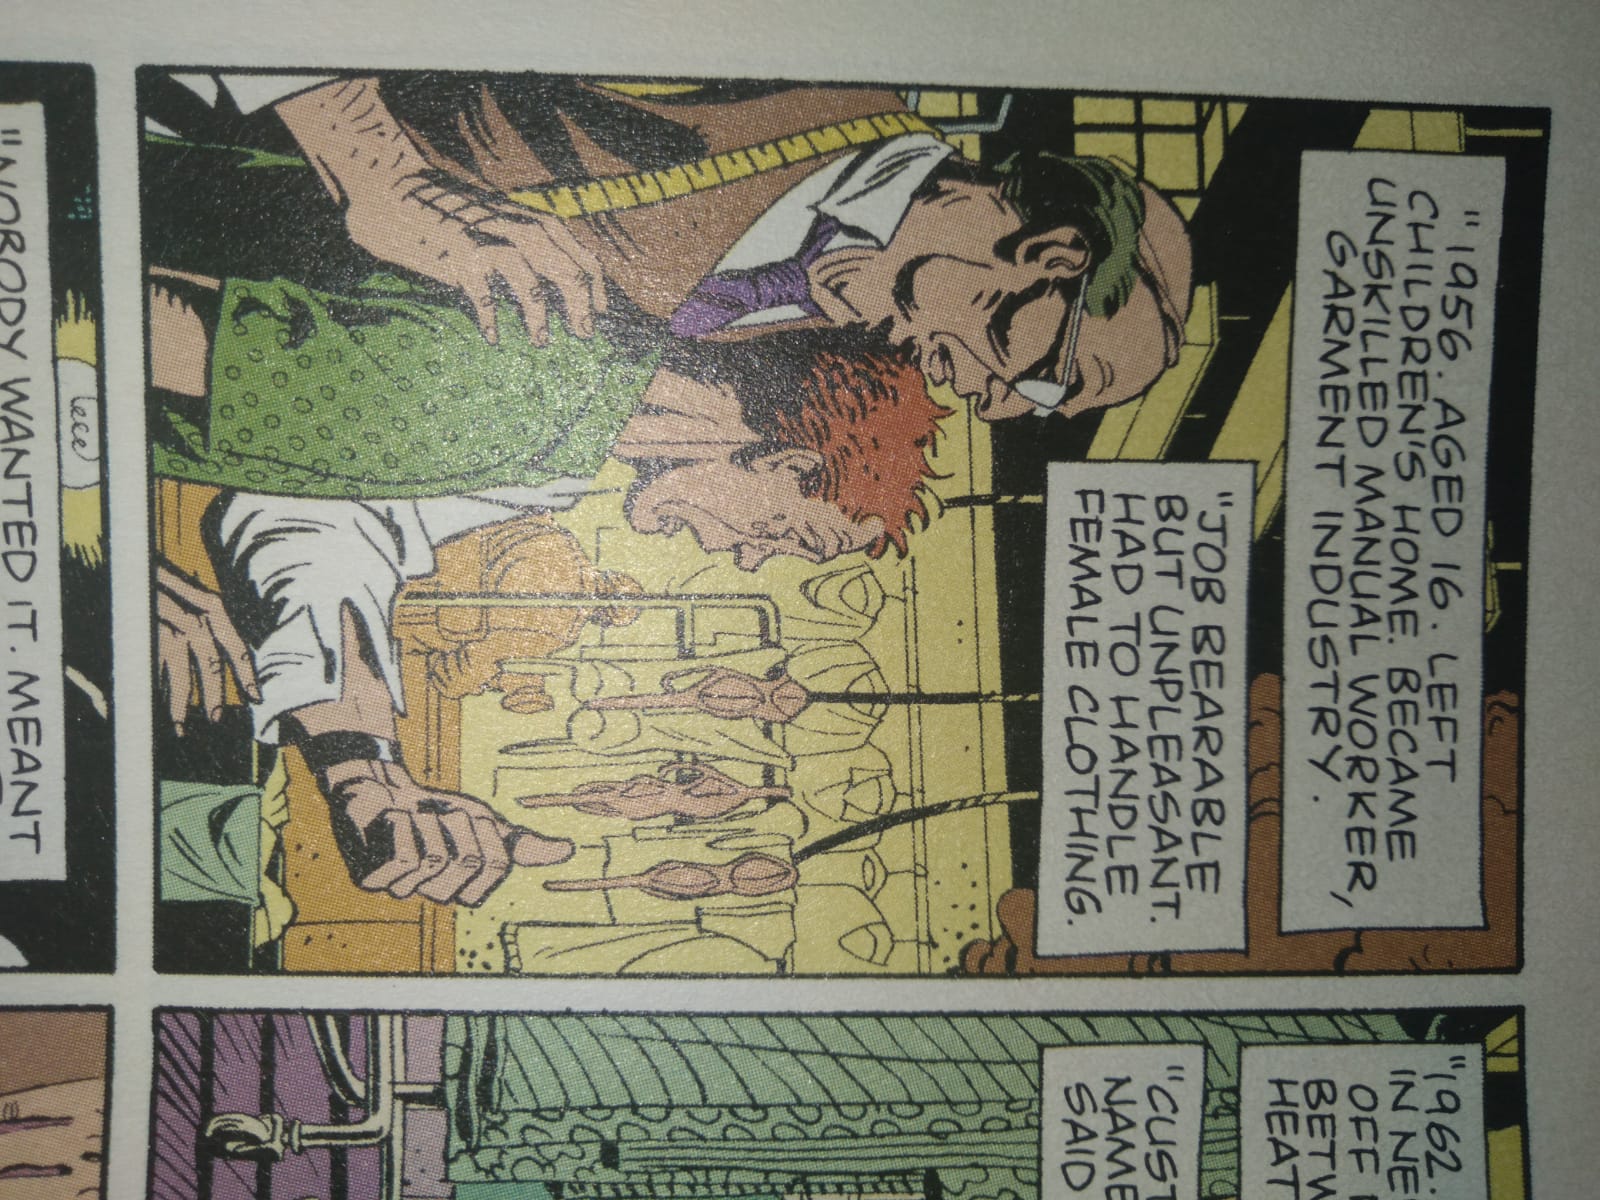 "1956. AGED 16. LEFT
CHILDREN'S HOME. BECAME
UNSKILLED MANUAL WORKER,
GARMENT INDUSTRY.
"JOB BEARABLE
BUT UNPLEASANT.
HAD TO HANDLE
FEMALE CLOTHING.
"1962.
IN NE
OFF
BETW
HEAT
"CUST
NAME
SAID
"NOBODY WANTED IT. MEANT